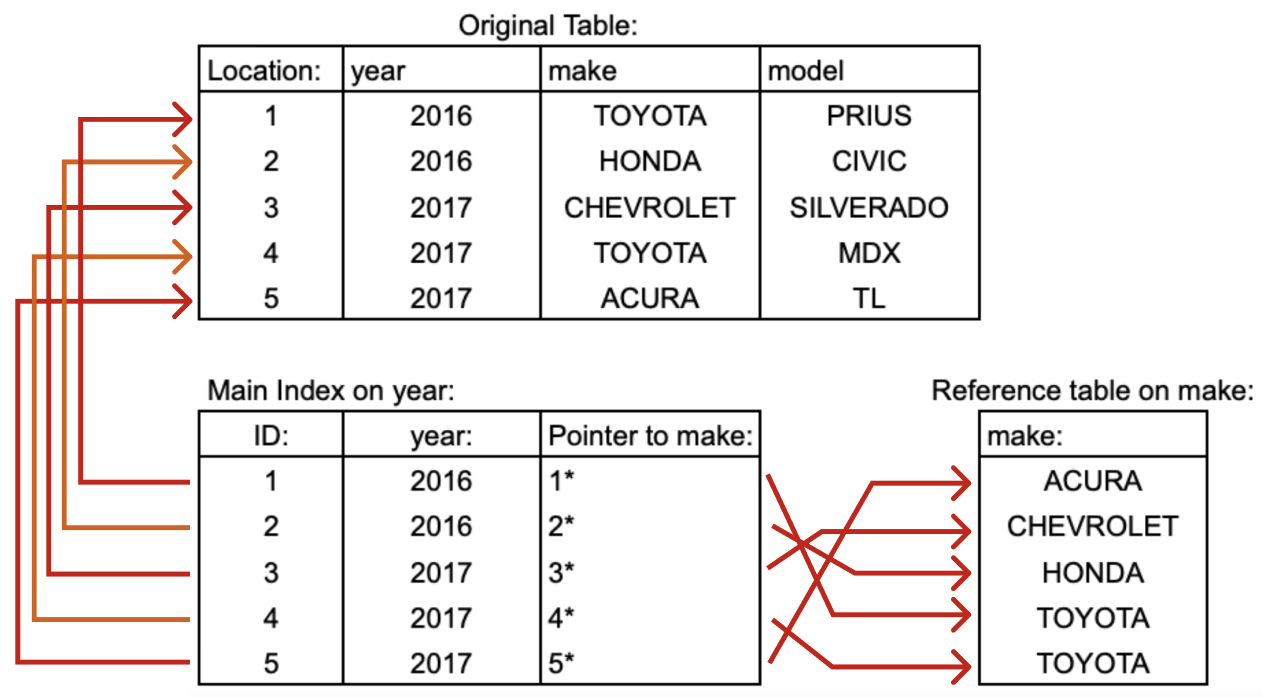 Original Table:
Location: year make model
1 2016 TOYOTA PRIUS
2 2016 HONDA CIVIC
3 2017 CHEVROLET SILVERADO
4 2017 TOYOTA MDX
5 2017 ACURA TL
Main Index on year:
ID: year: Pointer to make:
1 2016 1*
2 2016 2*
3 2017 3*
4 2017 4*
5 2017 5*
Reference table on make:
make:
ACURA
CHEVROLET
HONDA
TOYOTA
TOYOTA